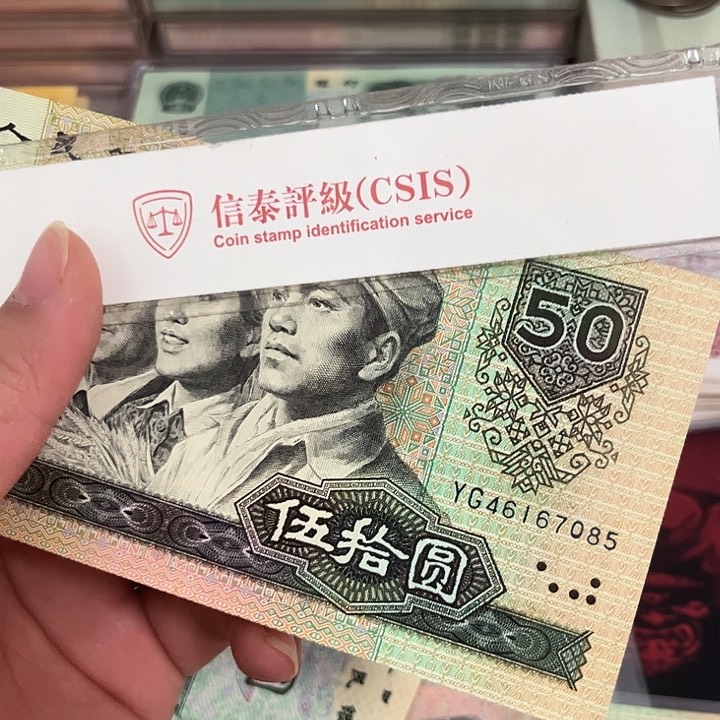 信泰評級(CSIS)
Coin stamp identification service
50
YG46167085
伍拾圆